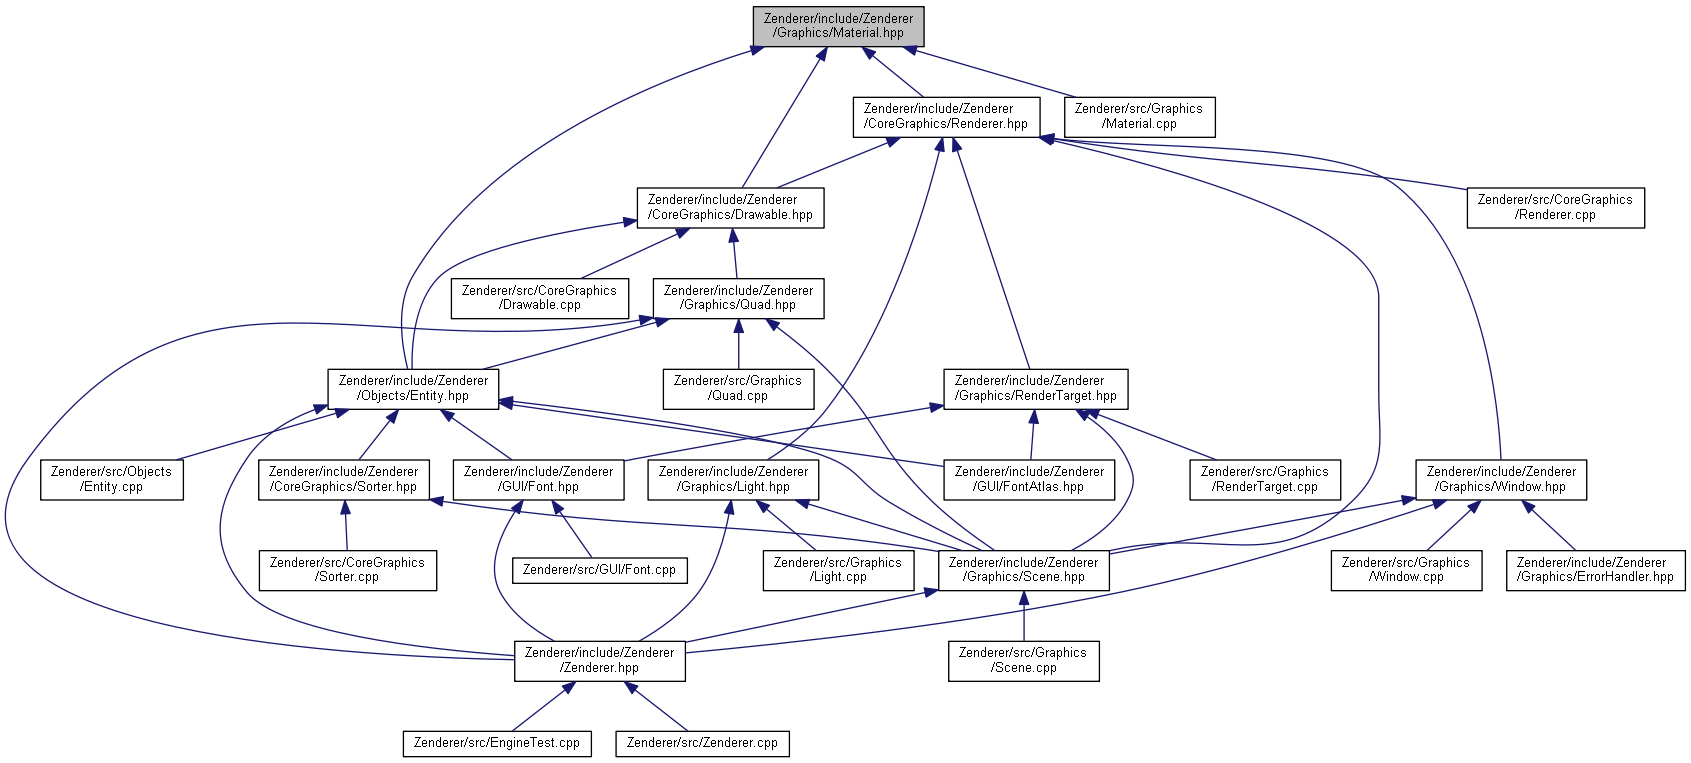 Zenderer/include/Zenderer
/Graphics/Material.hpp
Zenderer/include/Zenderer
/CoreGraphics/Renderer.hpp
Zenderer/src/Graphics
/Material.cpp
Zenderer/include/Zenderer
/CoreGraphics/Drawable.hpp
Zenderer/src/CoreGraphics
/Renderer.cpp
Zenderer/src/CoreGraphics
/Drawable.cpp
Zenderer/include/Zenderer
/Graphics/Quad.hpp
Zenderer/include/Zenderer
/Objects/Entity.hpp
Zenderer/src/Graphics
/Quad.cpp
Zenderer/include/Zenderer
/Graphics/RenderTarget.hpp
Zenderer/src/Objects
/Entity.cpp
Zenderer/include/Zenderer
/CoreGraphics/Sorter.hpp
Zenderer/include/Zenderer
/GUI/Font.hpp
Zenderer/include/Zenderer
/Graphics/Light.hpp
Zenderer/include/Zenderer
/GUI/FontAtlas.hpp
Zenderer/src/Graphics
/RenderTarget.cpp
Zenderer/include/Zenderer
/Graphics/Window.hpp
Zenderer/src/CoreGraphics
/Sorter.cpp
Zenderer/src/GUI/Font.cpp
Zenderer/src/Graphics
/Light.cpp
Zenderer/include/Zenderer
/Graphics/Scene.hpp
Zenderer/src/Graphics
/Window.cpp
Zenderer/include/Zenderer
/Graphics/ErrorHandler.hpp
Zenderer/include/Zenderer
/Zenderer.hpp
Zenderer/src/Graphics
/Scene.cpp
Zenderer/src/EngineTest.cpp
Zenderer/src/Zenderer.cpp